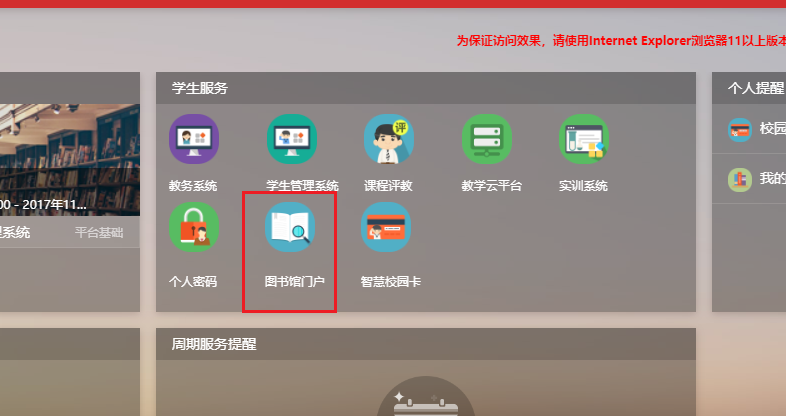 为保证访问效果，请使用Internet Explorer浏览器11以上版本
学生服务
个人提醒
教务系统
学生管理系统
课程评教
评
教学云平台
实训系统
校园
我的
00 - 2017年11...
理系统
平台基础
个人密码
图书馆门户
智慧校园卡
周期服务提醒